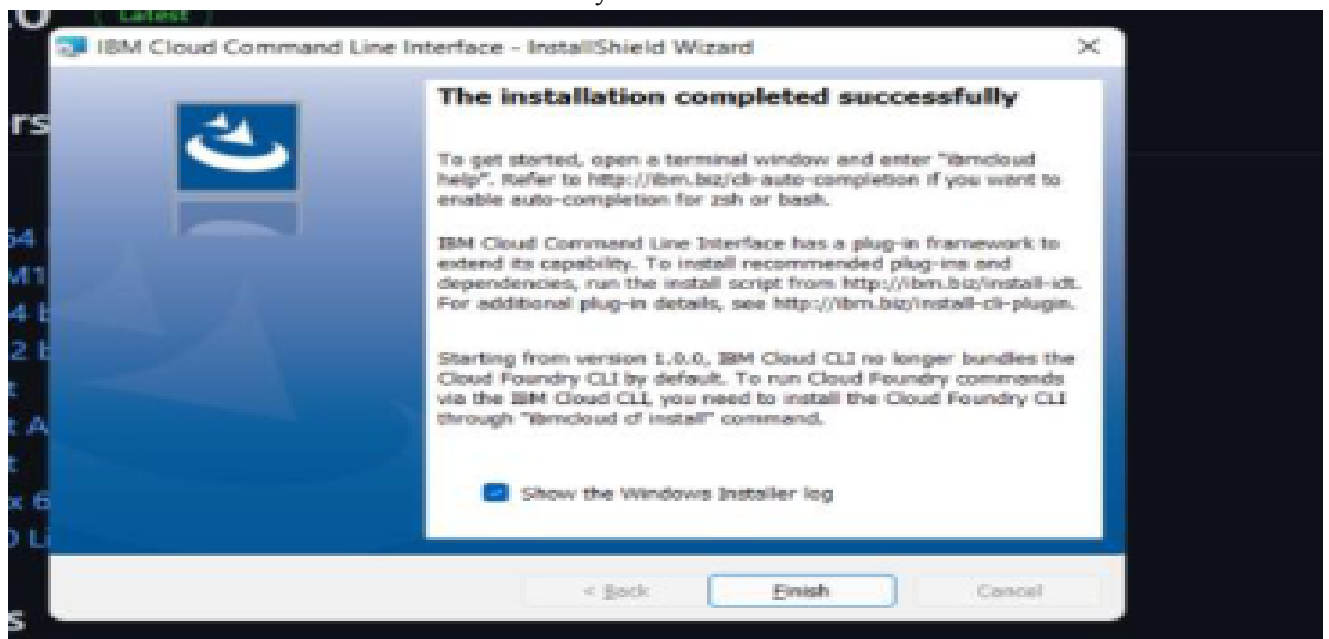 Latest
IBM Cloud Command Line Interface - InstallShield Wizard
The installation completed successfully
rs
To get started, open a terminal window and enter "ibmcloud
help". Refer to http://ibm.biz/cli-auto-completion if you want to
enable auto-completion for zsh or bash.
64
IBM Cloud Command Line Interface has a plug-in framework to
M1
extend its capability. To install recommended plug-ins and
dependencies, run the install script from http://ibm.biz/install-idt.
For additional plug-in details, see http://ibm.biz/install-cli-plugin.
Starting from version 1.0.0, IBM Cloud CLI no longer bundles the
Cloud Foundry CLI by default. To run Cloud Foundry commands
via the IBM Cloud CLI, you need to install the Cloud Foundry CLI
through "ibmcloud cf install" command.
Show the Windows Installer log
< Back Finish Cancel